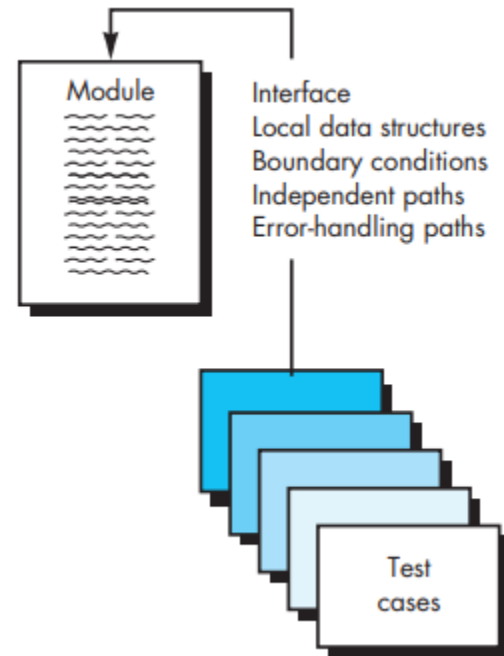 Module
Interface
Local data structures
Boundary conditions
Independent paths
Error-handling paths
Test
cases